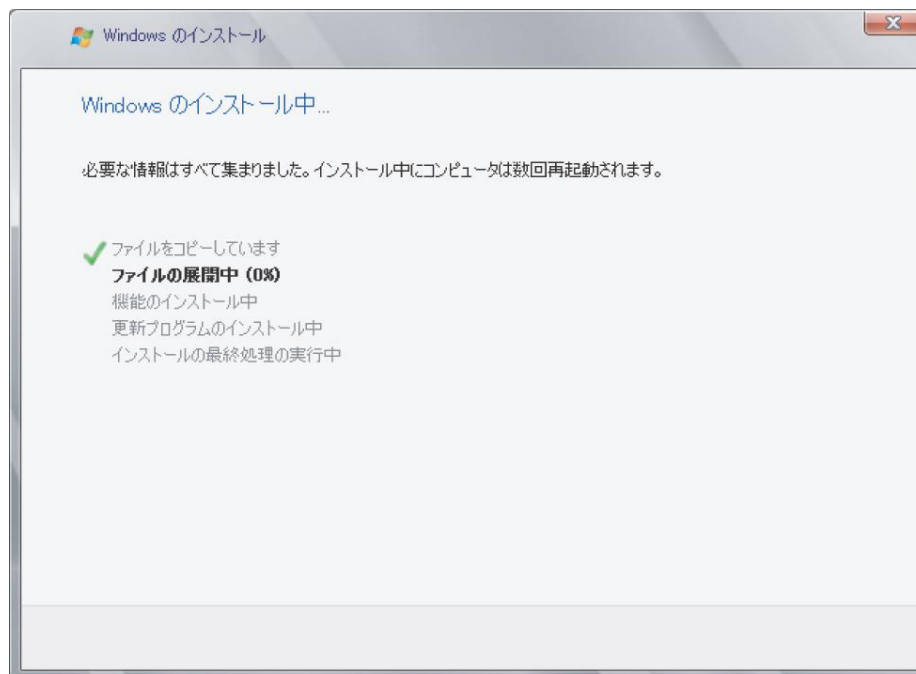 Windows のインストール
Windows のインストール中...
必要な情報はすべて集まりました。インストール中にコンピュータは数回再起動されます。
ファイルをコピーしています
ファイルの展開中 (0%)
機能のインストール中
更新プログラムのインストール中
インストールの最終処理の実行中